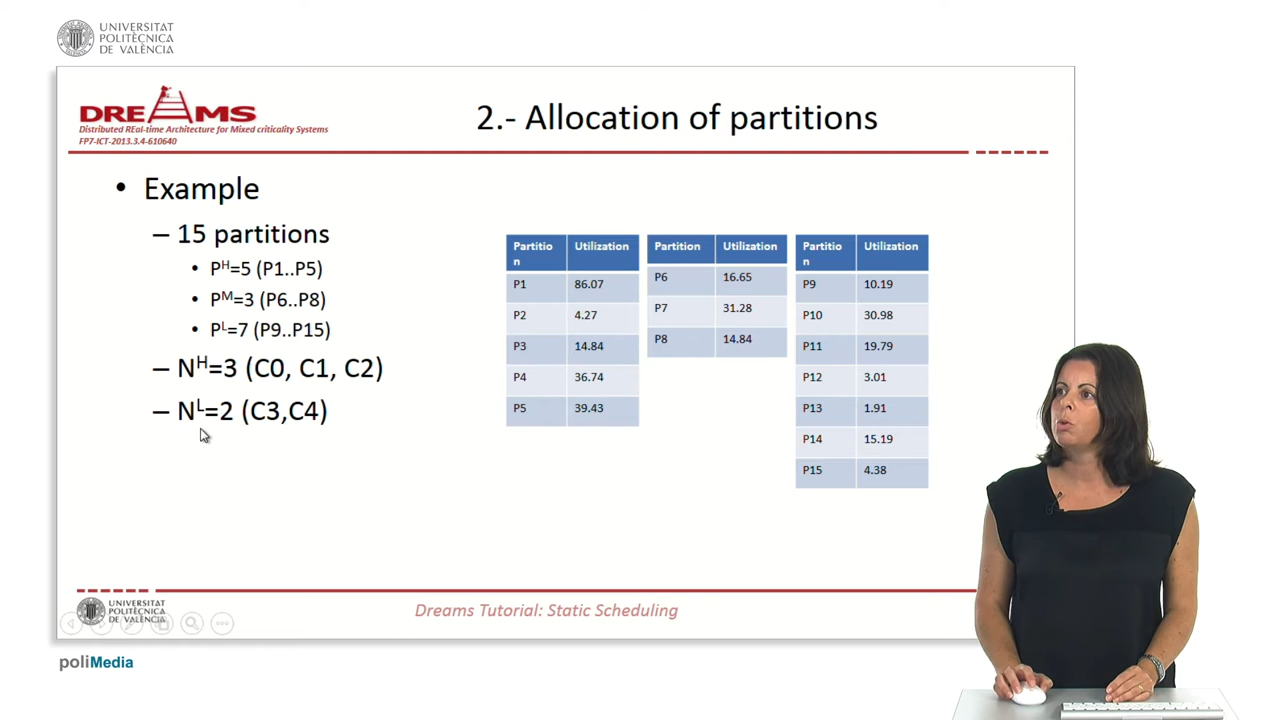 UNIVERSITAT
POLITÈCNICA
DE VALÈNCIA
DREAMS
Distributed REal-time Architecture for Mixed criticality Systems
FP7-ICT-2013.3.4-610640
2.- Allocation of partitions
• Example
– 15 partitions
• Pᴴ=5 (P1..P5)
• Pᴹ=3 (P6..P8)
• Pᴸ=7 (P9..P15)
– Nᴴ=3 (C0, C1, C2)
– Nᴸ=2 (C3,C4)
Partitio
n Utilization
P1 86.07
P2 4.27
P3 14.84
P4 36.74
P5 39.43
Partition Utilization
P6 16.65
P7 31.28
P8 14.84
Partitio
n Utilization
P9 10.19
P10 30.98
P11 19.79
P12 3.01
P13 1.91
P14 15.19
P15 4.38
UNIVERSITAT
POLITÈCNICA
DE VALÈNCIA
Dreams Tutorial: Static Scheduling
poliMedia